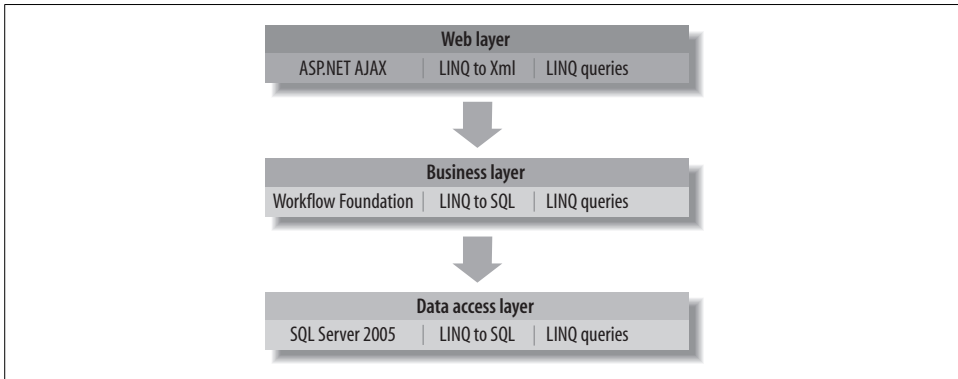 Web layer
ASP.NET AJAX | LINQ to Xml | LINQ queries
Business layer
Workflow Foundation | LINQ to SQL | LINQ queries
Data access layer
SQL Server 2005 | LINQ to SQL | LINQ queries